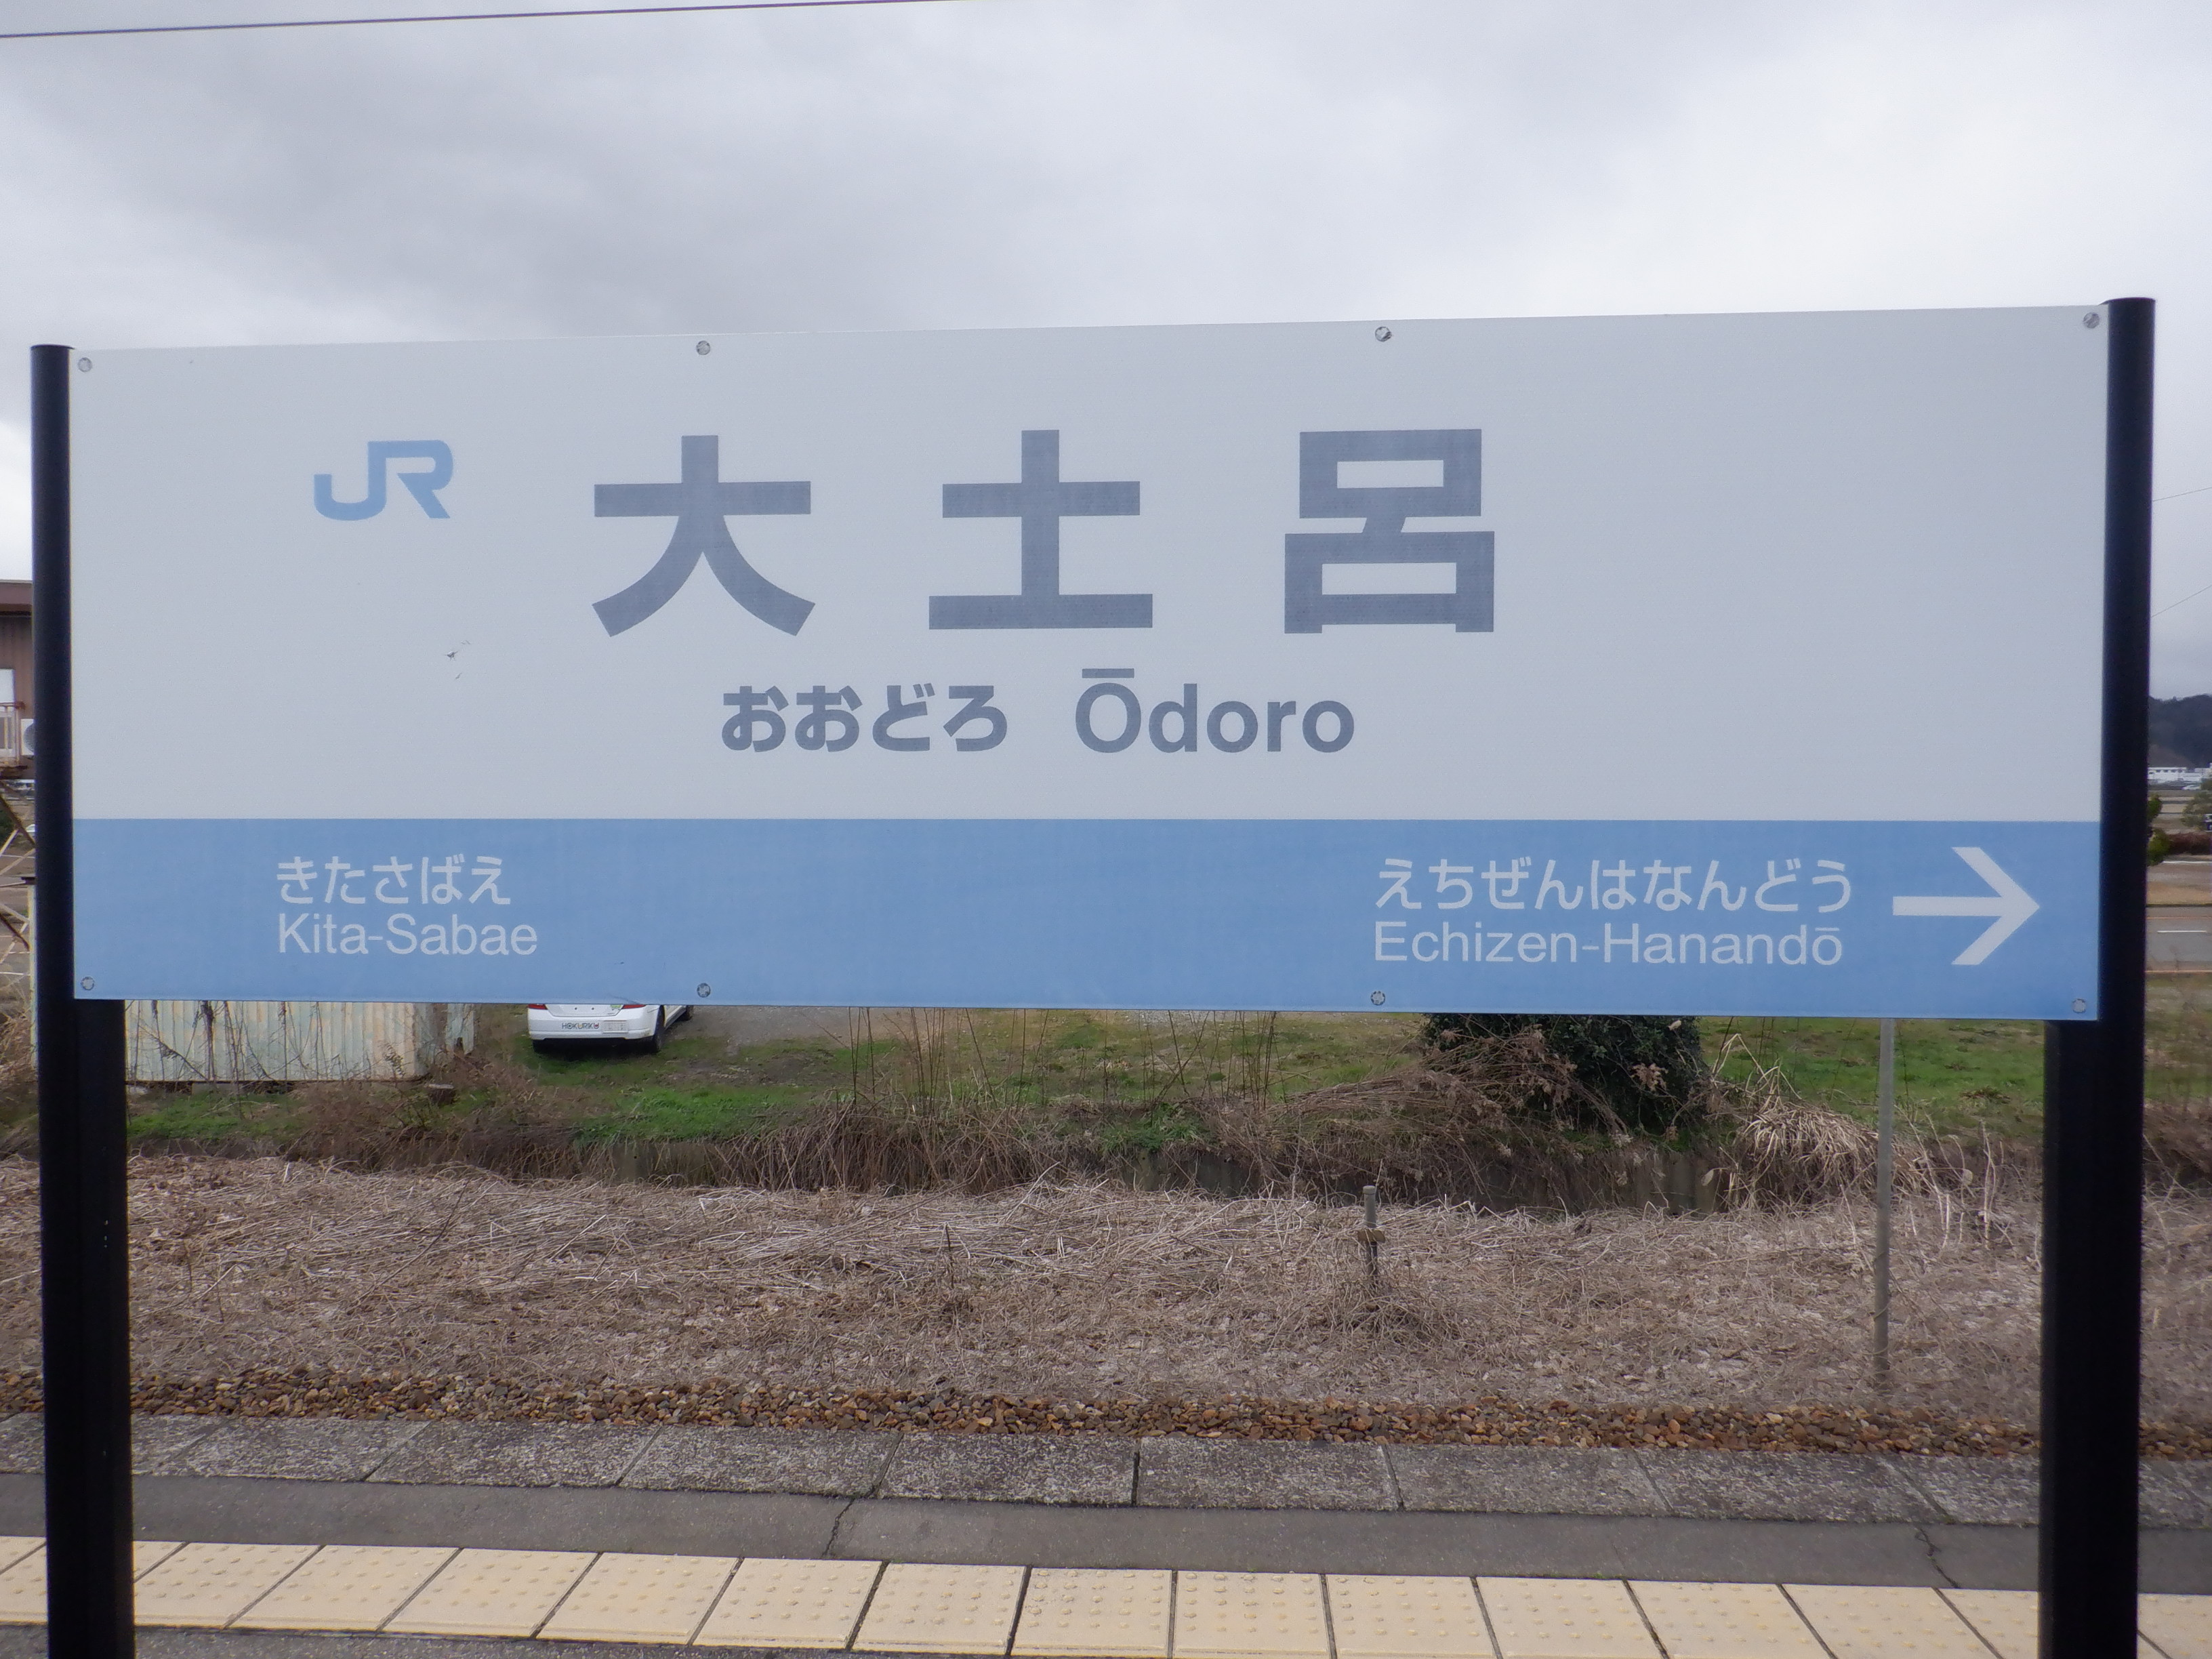 JR
大土呂
おおどろ Ōdoro
きたさばえ
Kita-Sabae
えちぜんはなんどう →
Echizen-Hanandō